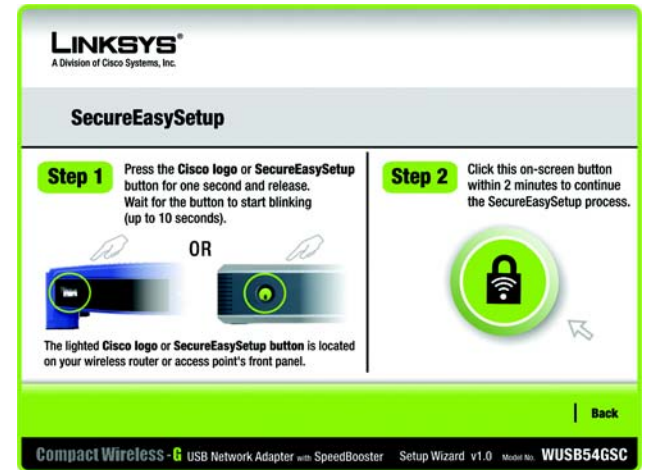 LINKSYS®
A Division of Cisco Systems, Inc.
SecureEasySetup
Step 1
Press the Cisco logo or SecureEasySetup
button for one second and release.
Wait for the button to start blinking
(up to 10 seconds).
OR
The lighted Cisco logo or SecureEasySetup button is located
on your wireless router or access point's front panel.
Step 2
Click this on-screen button
within 2 minutes to continue
the SecureEasySetup process.
Back
Compact Wireless-G USB Network Adapter with SpeedBooster Setup Wizard v1.0 Model No. WUSB54GSC